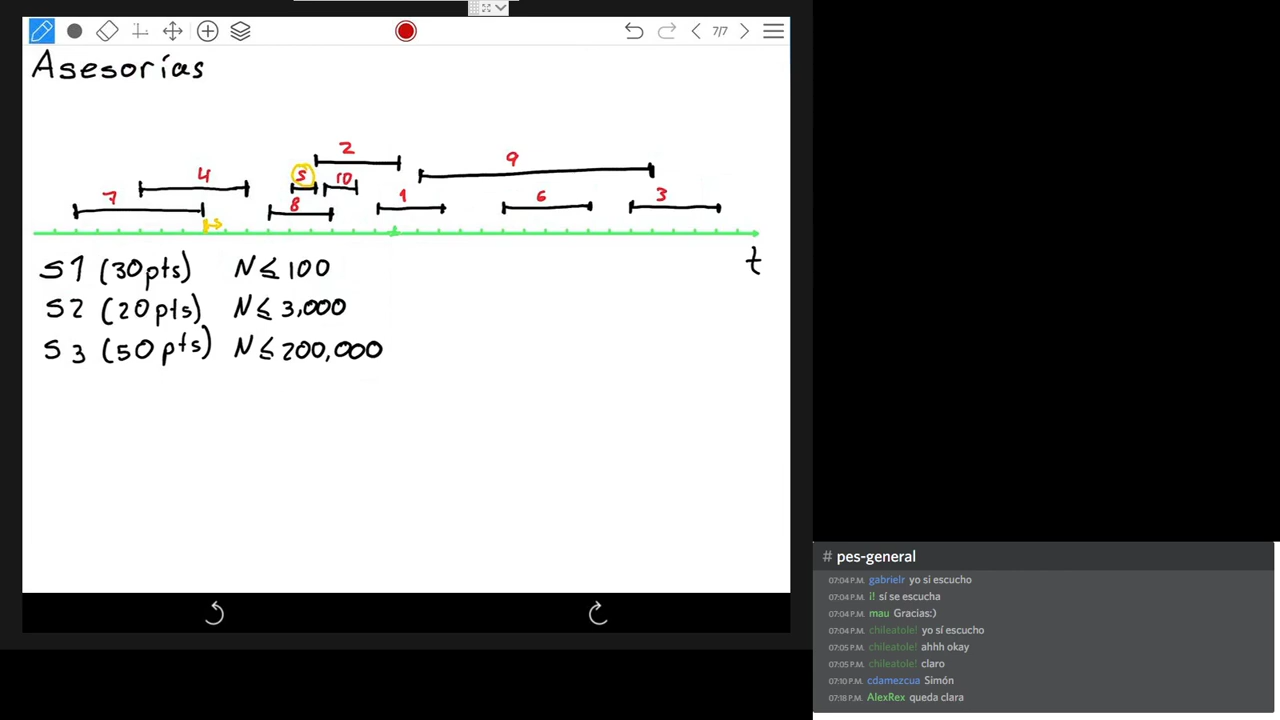 7/7
Asesorías
2
9
4
5
10
7
8
1
6
3
t
S1 (30pts) N ≤ 100
S2 (20pts) N ≤ 3,000
S3 (50pts) N ≤ 200,000
# pes-general
07:04 P.M. gabrielr yo si escucho
07:04 P.M. i! sí se escucha
07:04 P.M. mau Gracias:)
07:04 P.M. chileatole! yo sí escucho
07:05 P.M. chileatole! ahhh okay
07:05 P.M. chileatole! claro
07:10 P.M. cdamezcua Simón
07:18 P.M. AlexRex queda clara